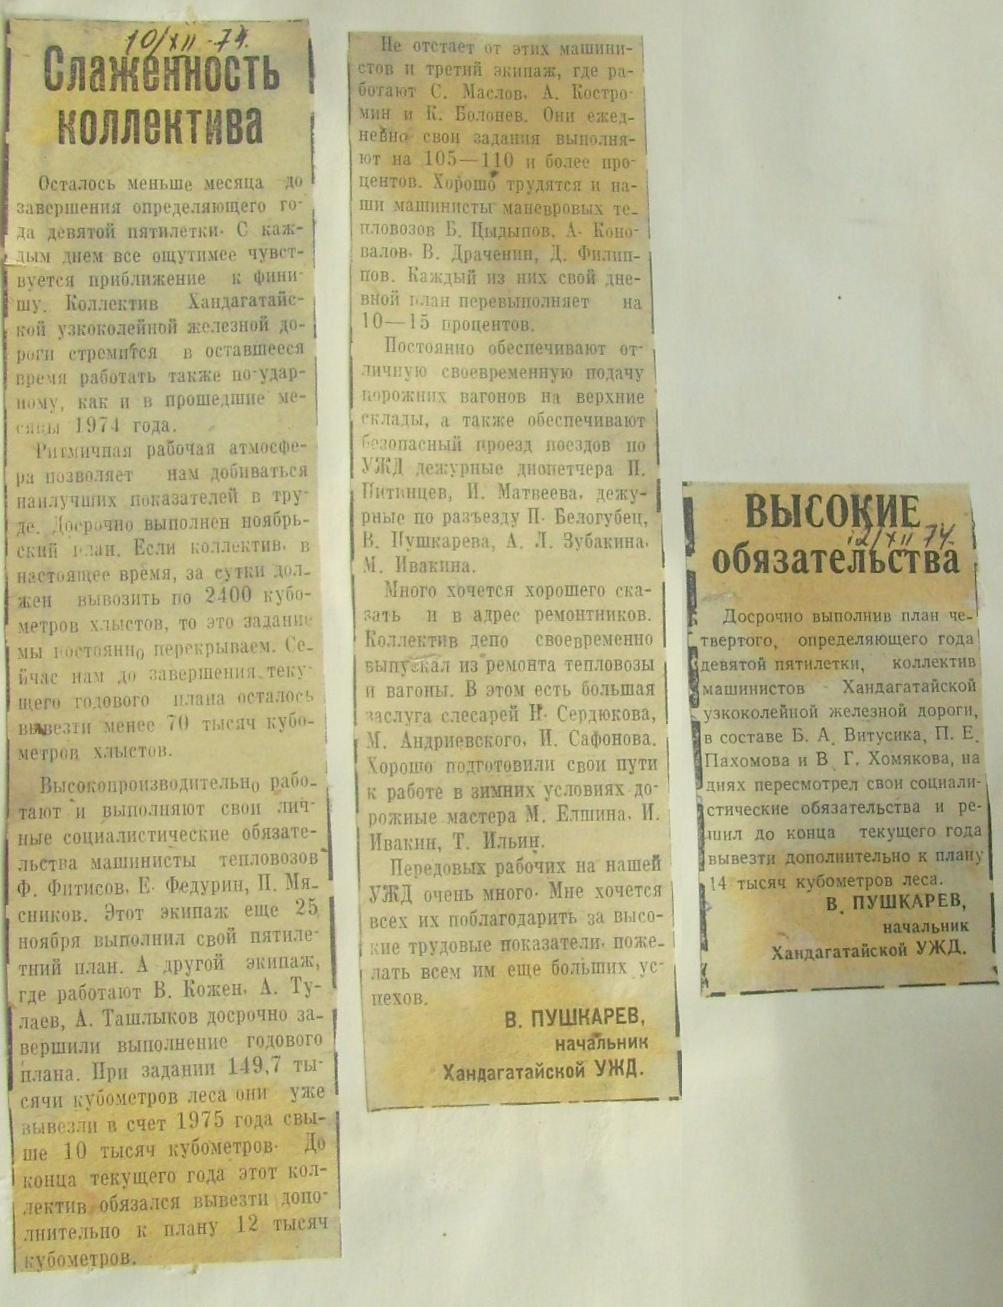 10/XII-74.
Слаженность
коллектива
Осталось меньше месяца до
завершения определяющего го-
да девятой пятилетки. С каж-
дым днем все ощутимее чувст-
вуется приближение к фини-
шу. Коллектив Хандагатайс-
кой узкоколейной железной до-
роги стремится в оставшееся
время работать также по-удар-
ному, как и в прошедшие ме-
сяцы 1974 года.
Ритмичная рабочая атмосфе-
ра позволяет нам добиваться
наилучших показателей в тру-
де. Досрочно выполнен ноябрь-
ский план. Если коллектив, в
настоящее время, за сутки дол-
жен вывозить по 2400 кубо-
метров хлыстов, то это задание
мы постоянно перекрываем. Се-
йчас нам до завершения теку-
щего годового плана осталось
вывезти менее 70 тысяч кубо-
метров хлыстов.
Высокопроизводительно рабо-
тают и выполняют свои лич-
ные социалистические обязате-
льства машинисты тепловозов
Ф. Фитисов, Е. Федурин, П. Мя-
сников. Этот экипаж еще 25
ноября выполнил свой пятиле-
тний план. А другой экипаж,
где работают В. Кожен, А. Ту-
лаев, А. Ташлыков досрочно за-
вершили выполнение годового
плана. При задании 149,7 ты-
сячи кубометров леса они уже
вывезли в счет 1975 года свы-
ше 10 тысяч кубометров. До
конца текущего года этот кол-
лектив обязался вывезти допо-
лнительно к плану 12 тысяч
кубометров.
Не отстает от этих машини-
стов и третий экипаж, где ра-
ботают С. Маслов, А. Костро-
мин и К. Болонев. Они ежед-
невно свои задания выполня-
ют на 105—110 и более про-
центов. Хорошо трудятся и на-
ши машинисты маневровых те-
пловозов Б. Цыдыпов, А. Коно-
валов, В. Драченин, Д. Филип-
пов. Каждый из них свой дне-
вной план перевыполняет на
10—15 процентов.
Постоянно обеспечивают от-
личную своевременную подачу
порожних вагонов на верхние
склады, а также обеспечивают
безопасный проезд поездов по
УЖД дежурные диспетчера П.
Питинцев, И. Матвеева, дежу-
рные по разъезду П. Белогубец,
В. Пушкарева, А. Л. Зубакина,
М. Ивакина.
Много хочется хорошего ска-
зать и в адрес ремонтников.
Коллектив депо своевременно
выпускал из ремонта тепловозы
и вагоны. В этом есть большая
заслуга слесарей Н. Сердюкова,
М. Андриевского, И. Сафонова.
Хорошо подготовили свои пути
к работе в зимних условиях до-
рожные мастера М. Елшина, И.
Ивакин, Т. Ильин.
Передовых рабочих на нашей
УЖД очень много. Мне хочется
всех их поблагодарить за высо-
кие трудовые показатели, поже-
лать всем им еще больших ус-
пехов.
В. ПУШКАРЕВ,
начальник
Хандагатайской УЖД.
ВЫСОКИЕ
12/XII 74.
обязательства
Досрочно выполнив план че-
твертого, определяющего года
девятой пятилетки, коллектив
машинистов Хандагатайской
узкоколейной железной дороги,
в составе Б. А. Витусика, П. Е.
Пахомова и В. Г. Хомякова, на
днях пересмотрел свои социали-
стические обязательства и ре-
шил до конца текущего года
вывезти дополнительно к плану
14 тысяч кубометров леса.
В. ПУШКАРЕВ,
начальник
Хандагатайской УЖД.